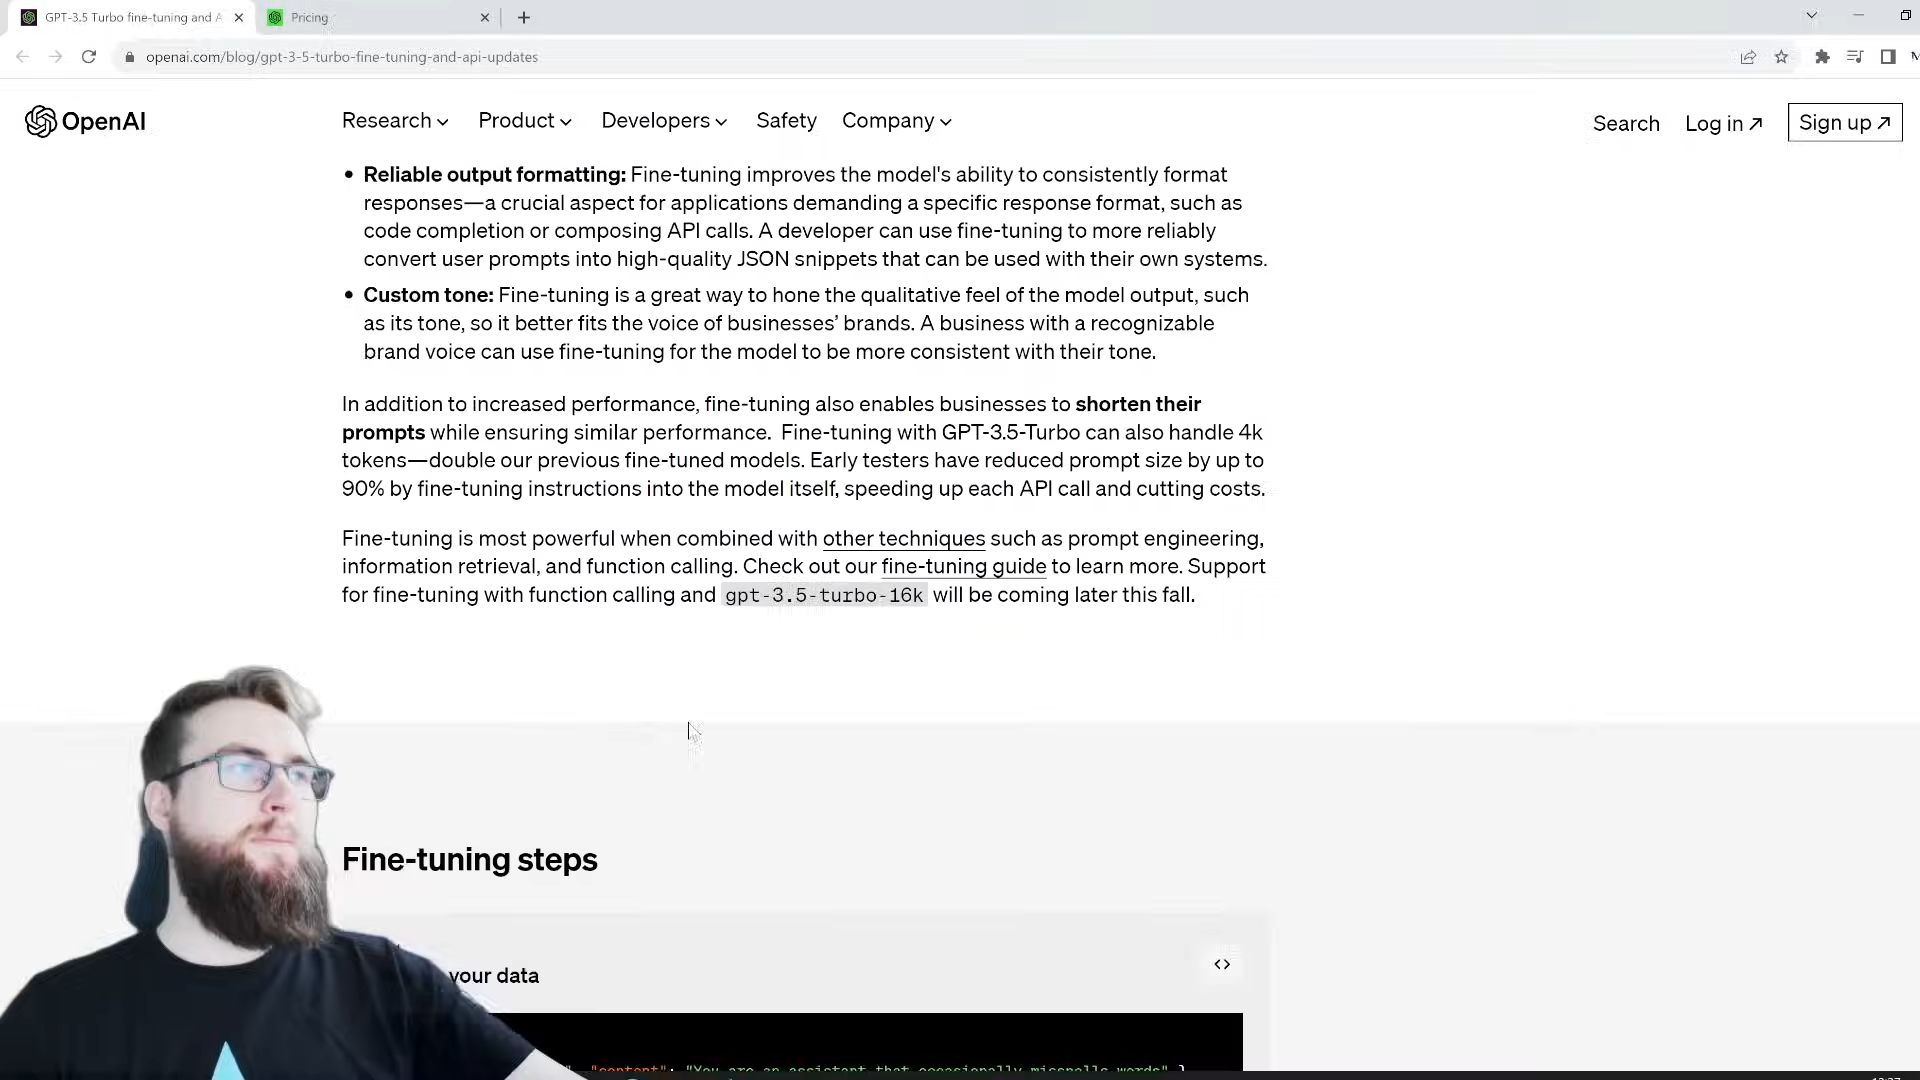 GPT-3.5 Turbo fine-tuning and A
Pricing
openai.com/blog/gpt-3-5-turbo-fine-tuning-and-api-updates
OpenAI
Research
Product
Developers
Safety
Company
Search
Log in ↗
Sign up ↗
• Reliable output formatting: Fine-tuning improves the model's ability to consistently format
responses—a crucial aspect for applications demanding a specific response format, such as
code completion or composing API calls. A developer can use fine-tuning to more reliably
convert user prompts into high-quality JSON snippets that can be used with their own systems.
• Custom tone: Fine-tuning is a great way to hone the qualitative feel of the model output, such
as its tone, so it better fits the voice of businesses’ brands. A business with a recognizable
brand voice can use fine-tuning for the model to be more consistent with their tone.
In addition to increased performance, fine-tuning also enables businesses to shorten their
prompts while ensuring similar performance. Fine-tuning with GPT-3.5-Turbo can also handle 4k
tokens—double our previous fine-tuned models. Early testers have reduced prompt size by up to
90% by fine-tuning instructions into the model itself, speeding up each API call and cutting costs.
Fine-tuning is most powerful when combined with other techniques such as prompt engineering,
information retrieval, and function calling. Check out our fine-tuning guide to learn more. Support
for fine-tuning with function calling and gpt-3.5-turbo-16k will be coming later this fall.
Fine-tuning steps
your data
<>
"content": "You are an assistant that occasionally misspells words" }